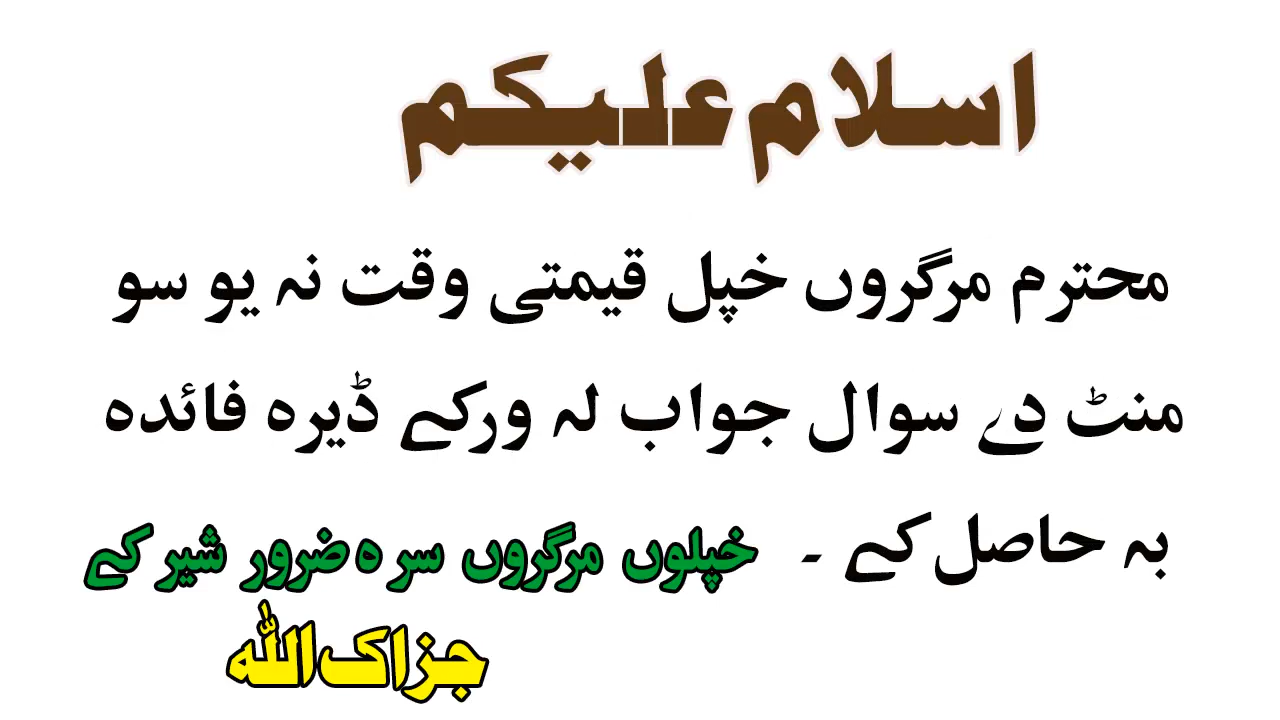 اسلام علیکم
محترم مرگروں خپل قیمتی وقت نہ یو سو
منٹ دے سوال جواب لہ ورکے ڈیرہ فائدہ
بہ حاصل کے ۔ خپلوں مرگروں سرہ ضرور شیر کے
جزاک اللہ